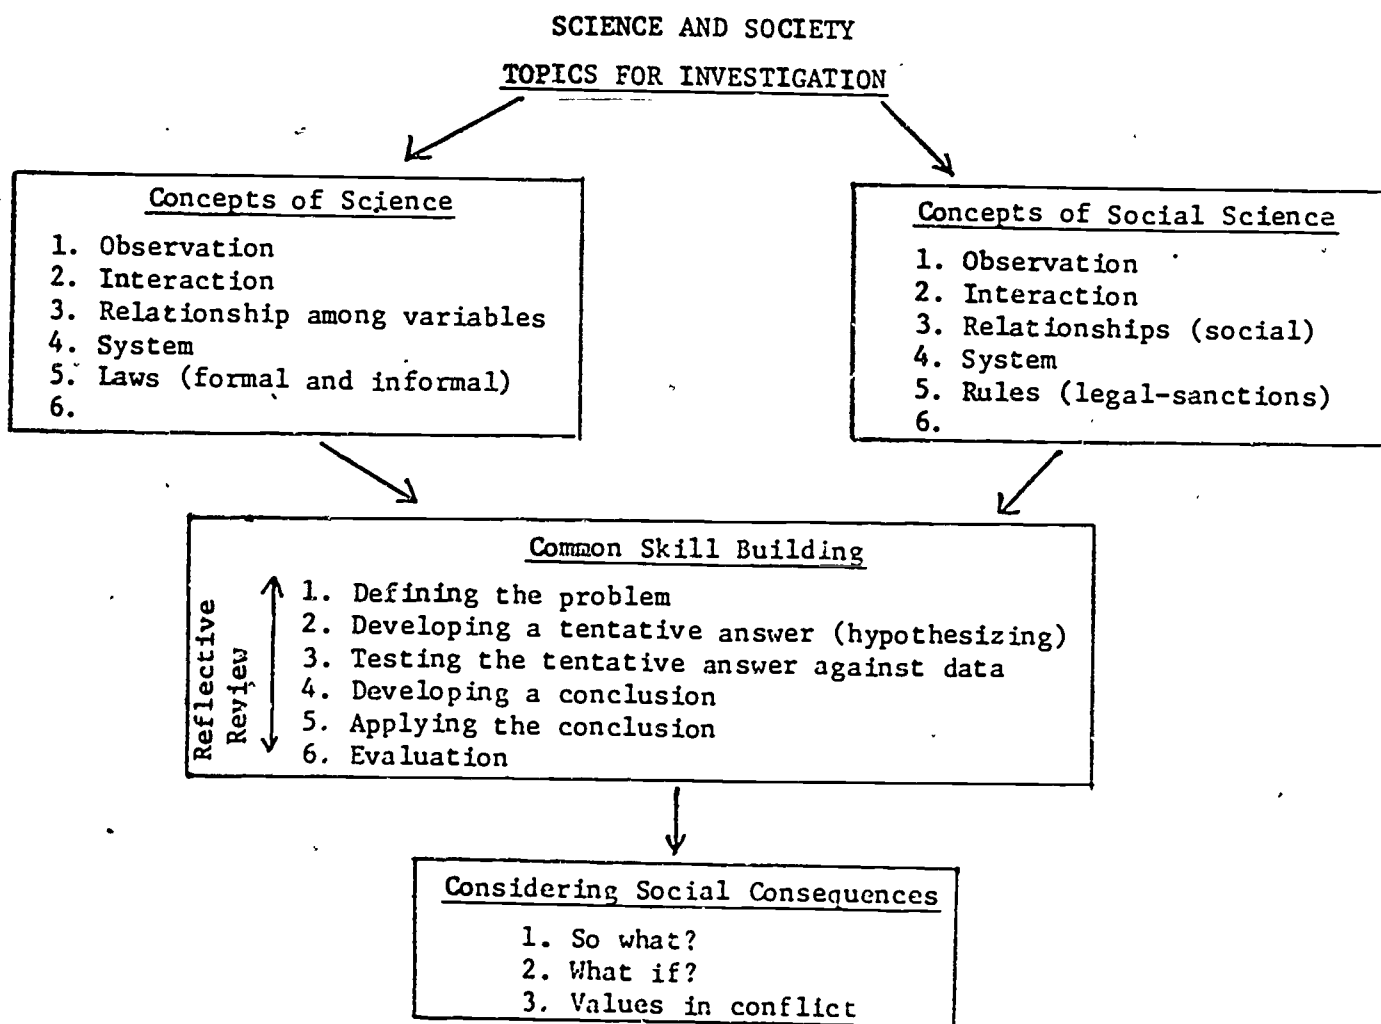 SCIENCE AND SOCIETY
TOPICS FOR INVESTIGATION
Concepts of Science
1. Observation
2. Interaction
3. Relationship among variables
4. System
5. Laws (formal and informal)
6.
Concepts of Social Science
1. Observation
2. Interaction
3. Relationships (social)
4. System
5. Rules (legal-sanctions)
6.
Common Skill Building
Reflective
Review
1. Defining the problem
2. Developing a tentative answer (hypothesizing)
3. Testing the tentative answer against data
4. Developing a conclusion
5. Applying the conclusion
6. Evaluation
Considering Social Consequences
1. So what?
2. What if?
3. Values in conflict